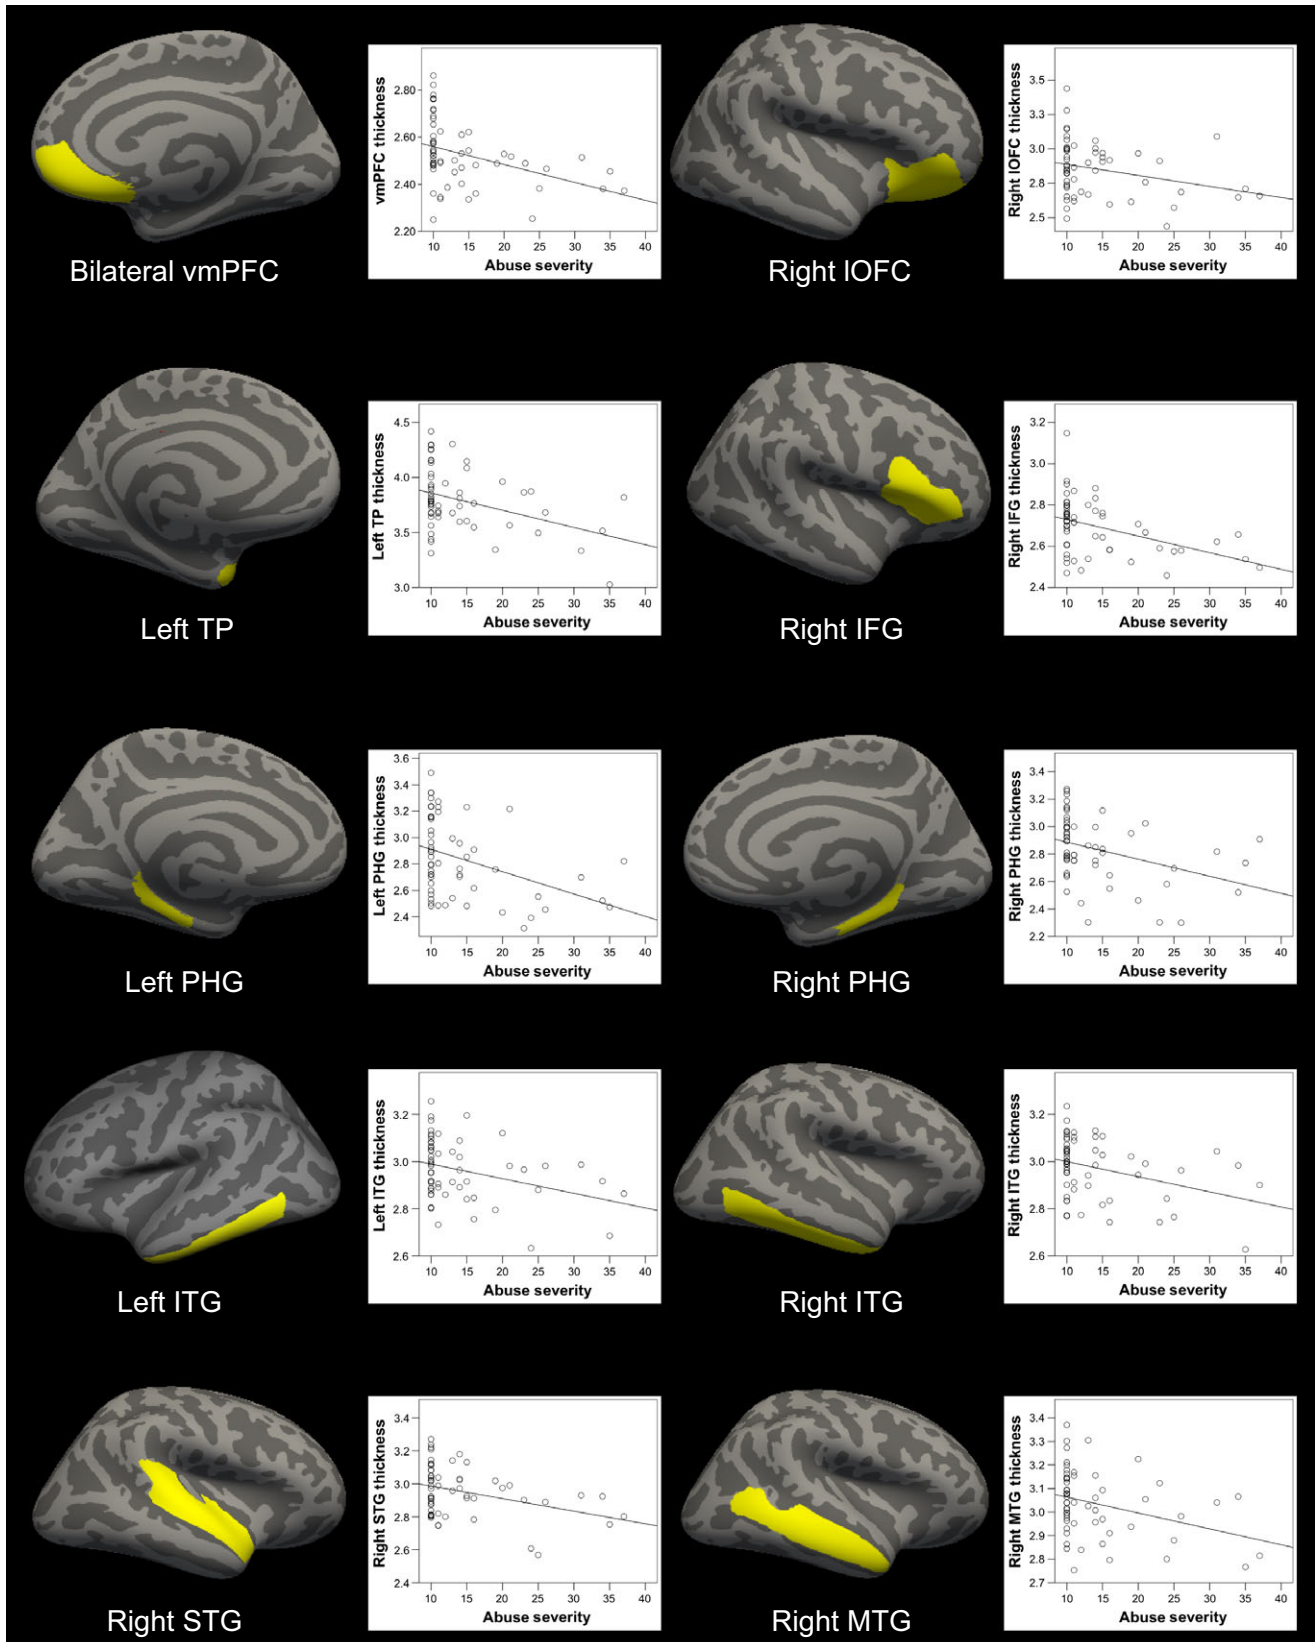 vmPFC thickness
2.80
2.60
2.40
2.20
10 15 20 25 30 35 40
Abuse severity
Bilateral vmPFC
Right lOFC thickness
3.5
3.3
3.0
2.8
2.5
10 15 20 25 30 35 40
Abuse severity
Right lOFC
Left TP thickness
4.5
4.0
3.5
3.0
10 15 20 25 30 35 40
Abuse severity
Left TP
Right IFG thickness
3.2
3.0
2.8
2.6
2.4
10 15 20 25 30 35 40
Abuse severity
Right IFG
Left PHG thickness
3.6
3.4
3.2
3.0
2.8
2.6
2.4
10 15 20 25 30 35 40
Abuse severity
Left PHG
Right PHG thickness
3.4
3.2
3.0
2.8
2.6
2.4
2.2
10 15 20 25 30 35 40
Abuse severity
Right PHG
Left ITG thickness
3.2
3.0
2.8
2.6
10 15 20 25 30 35 40
Abuse severity
Left ITG
Right ITG thickness
3.2
3.0
2.8
2.6
10 15 20 25 30 35 40
Abuse severity
Right ITG
Right STG thickness
3.4
3.2
3.0
2.8
2.6
2.4
10 15 20 25 30 35 40
Abuse severity
Right STG
Right MTG thickness
3.4
3.3
3.2
3.1
3.0
2.9
2.8
2.7
10 15 20 25 30 35 40
Abuse severity
Right MTG